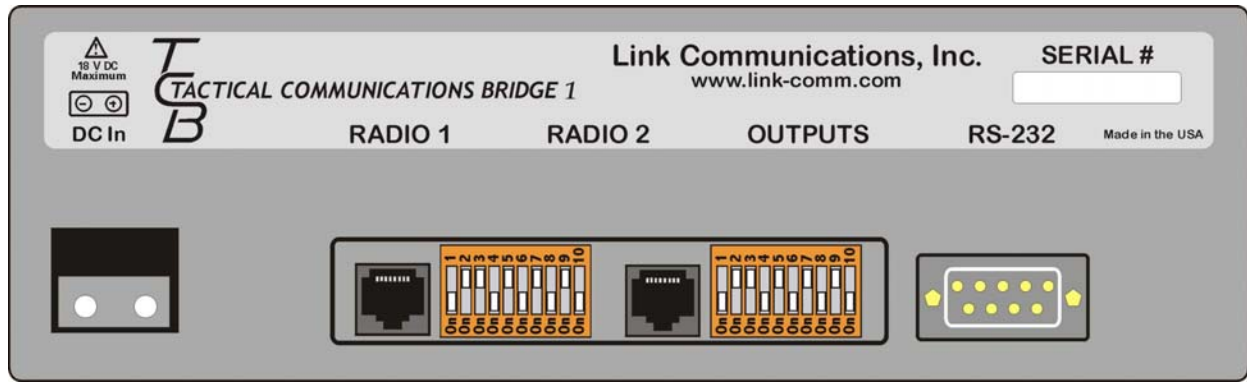 18 V DC
Maximum
DC In
TCB
TACTICAL COMMUNICATIONS BRIDGE 1
Link Communications, Inc.
www.link-comm.com
SERIAL #
RADIO 1
RADIO 2
OUTPUTS
RS-232
Made in the USA
1 2 3 4 5 6 7 8 9 10
On On On On On On On On On On
1 2 3 4 5 6 7 8 9 10
On On On On On On On On On On